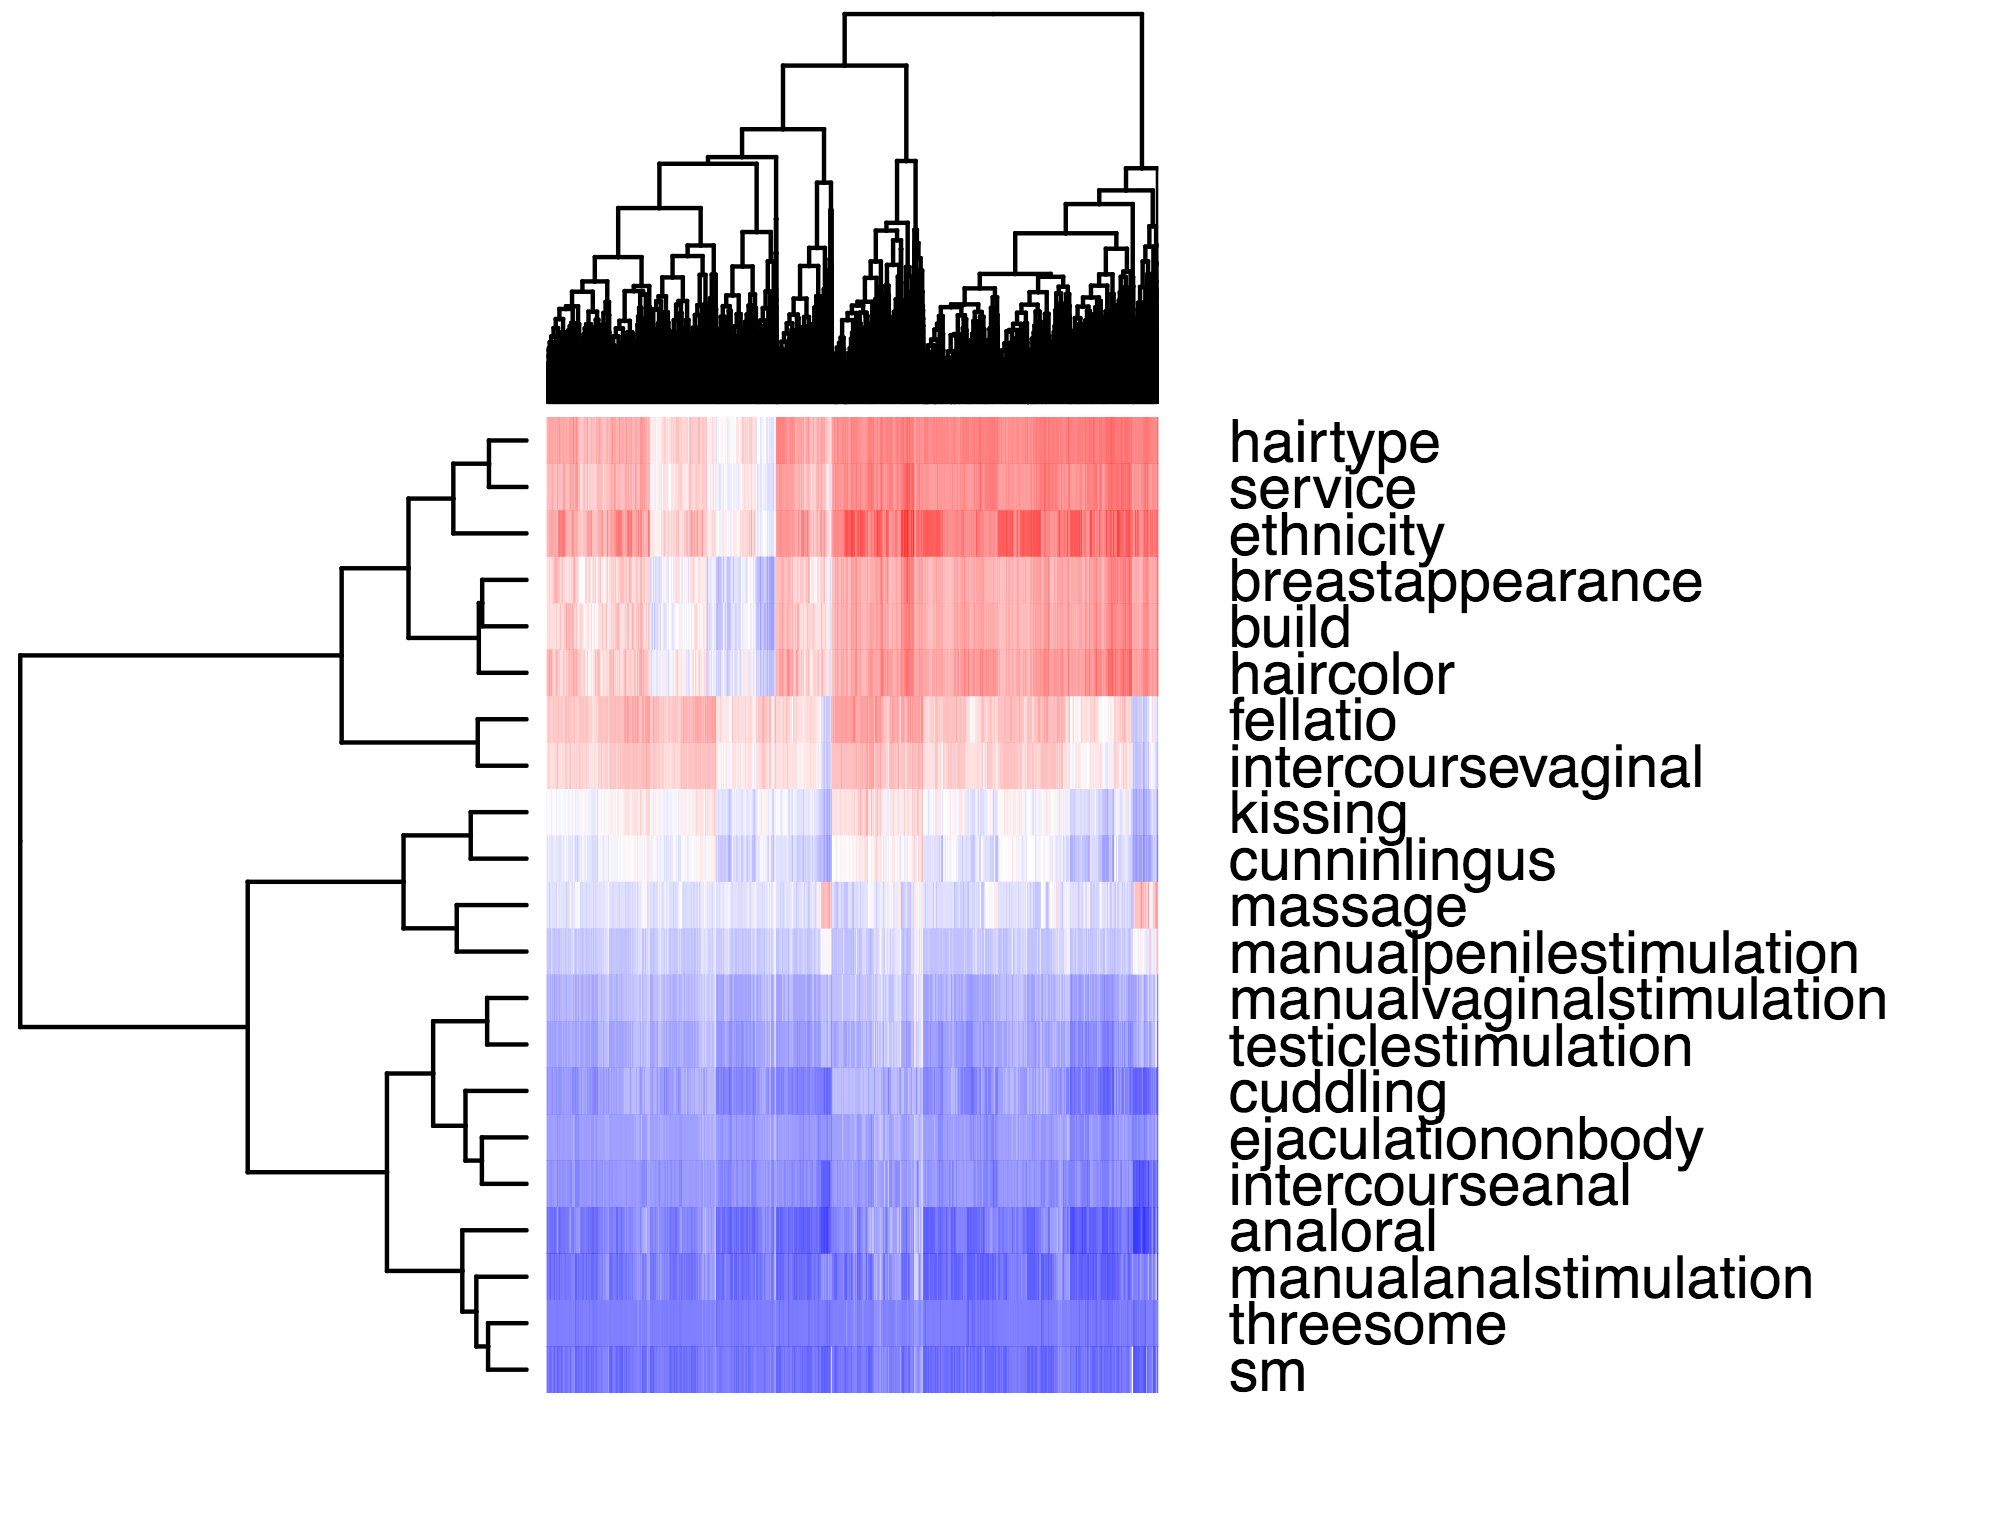 hairtype
service
ethnicity
breastappearance
build
haircolor
fellatio
intercoursevaginal
kissing
cunninlingus
massage
manualpenilestimulation
manualvaginalstimulation
testiclestimulation
cuddling
ejaculationonbody
intercourseanal
analoral
manualanalstimulation
threesome
sm